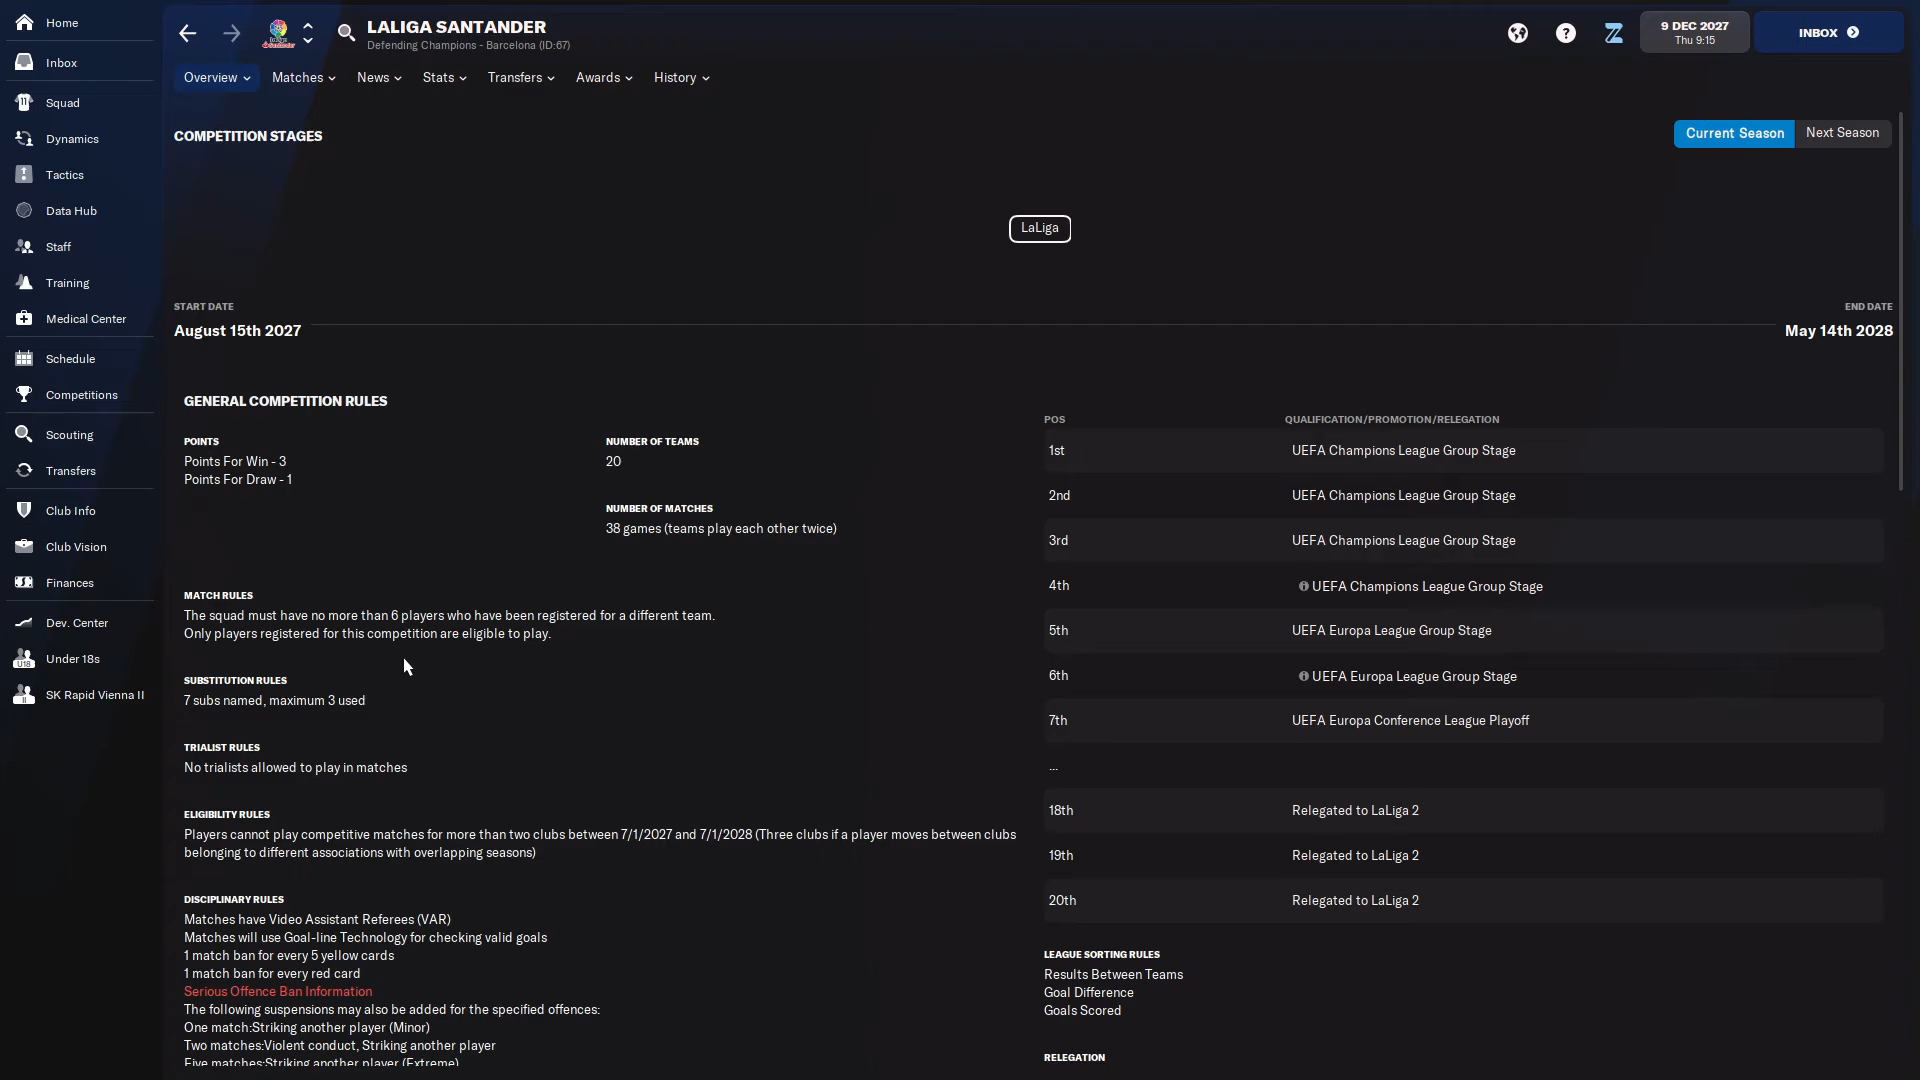 Home
Inbox
Squad
Dynamics
Tactics
Data Hub
Staff
Training
Medical Center
Schedule
Competitions
Scouting
Transfers
Club Info
Club Vision
Finances
Dev. Center
U18
Under 18s
II
SK Rapid Vienna II
LALIGA SANTANDER
Defending Champions - Barcelona (ID:67)
9 DEC 2027
Thu 9:15
INBOX
Overview
Matches
News
Stats
Transfers
Awards
History
COMPETITION STAGES
Current Season
Next Season
LaLiga
START DATE
August 15th 2027
END DATE
May 14th 2028
GENERAL COMPETITION RULES
POINTS
Points For Win - 3
Points For Draw - 1
NUMBER OF TEAMS
20
NUMBER OF MATCHES
38 games (teams play each other twice)
MATCH RULES
The squad must have no more than 6 players who have been registered for a different team.
Only players registered for this competition are eligible to play.
SUBSTITUTION RULES
7 subs named, maximum 3 used
TRIALIST RULES
No trialists allowed to play in matches
ELIGIBILITY RULES
Players cannot play competitive matches for more than two clubs between 7/1/2027 and 7/1/2028 (Three clubs if a player moves between clubs
belonging to different associations with overlapping seasons)
DISCIPLINARY RULES
Matches have Video Assistant Referees (VAR)
Matches will use Goal-line Technology for checking valid goals
1 match ban for every 5 yellow cards
1 match ban for every red card
Serious Offence Ban Information
The following suspensions may also be added for the specified offences:
One match:Striking another player (Minor)
Two matches:Violent conduct, Striking another player
Five matches:Striking another player (Extreme)
POS QUALIFICATION/PROMOTION/RELEGATION
1st UEFA Champions League Group Stage
2nd UEFA Champions League Group Stage
3rd UEFA Champions League Group Stage
4th UEFA Champions League Group Stage
5th UEFA Europa League Group Stage
6th UEFA Europa League Group Stage
7th UEFA Europa Conference League Playoff
...
18th Relegated to LaLiga 2
19th Relegated to LaLiga 2
20th Relegated to LaLiga 2
LEAGUE SORTING RULES
Results Between Teams
Goal Difference
Goals Scored
RELEGATION